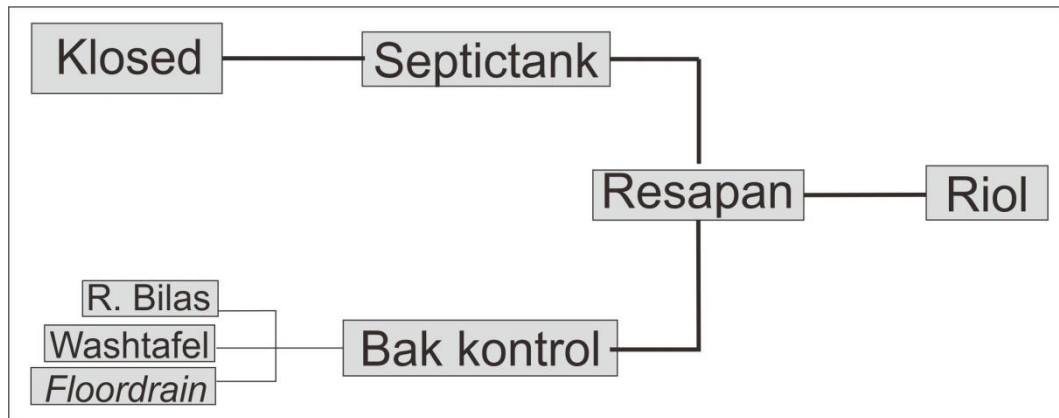 Klosed
Septictank
Resapan
Riol
R. Bilas
Washtafel
Floordrain
Bak kontrol